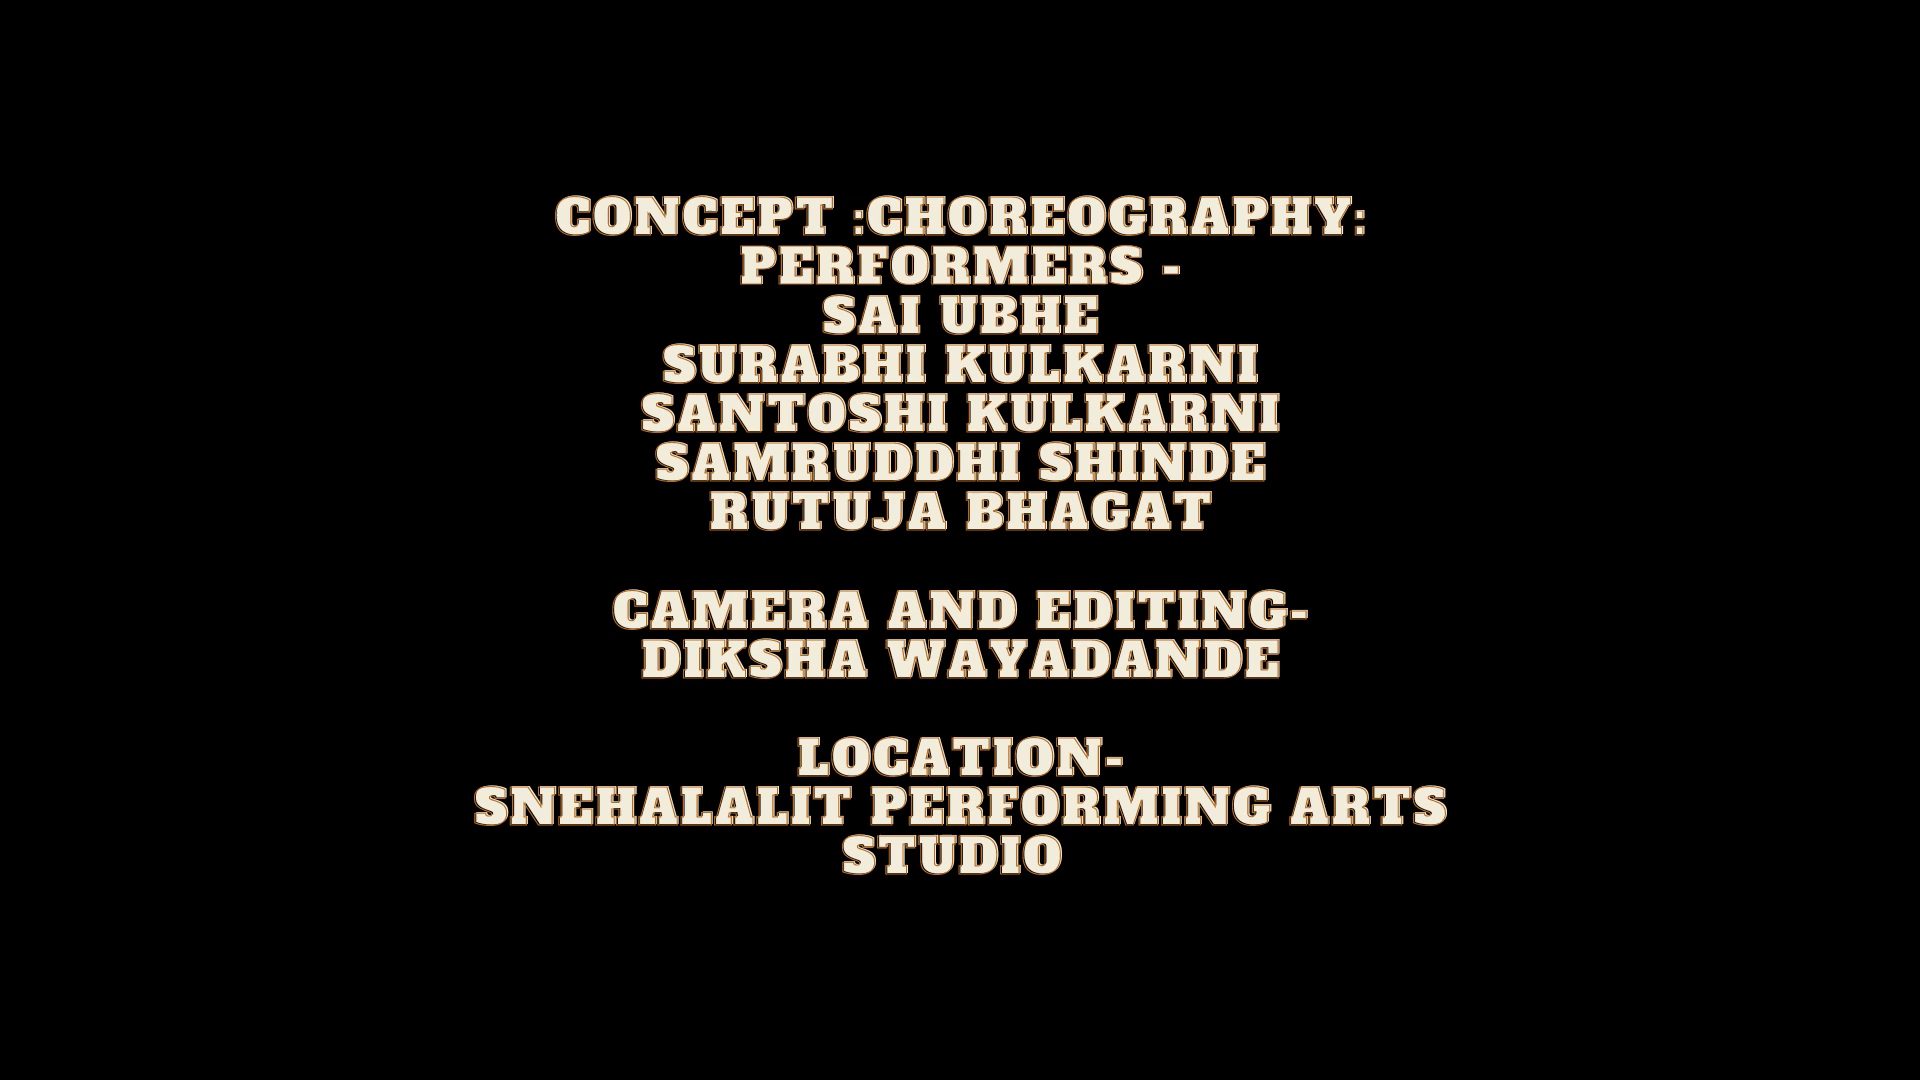 CONCEPT :CHOREOGRAPHY:
PERFORMERS -
SAI UBHE
SURABHI KULKARNI
SANTOSHI KULKARNI
SAMRUDDHI SHINDE
RUTUJA BHAGAT
CAMERA AND EDITING-
DIKSHA WAYADANDE
LOCATION-
SNEHALALIT PERFORMING ARTS
STUDIO